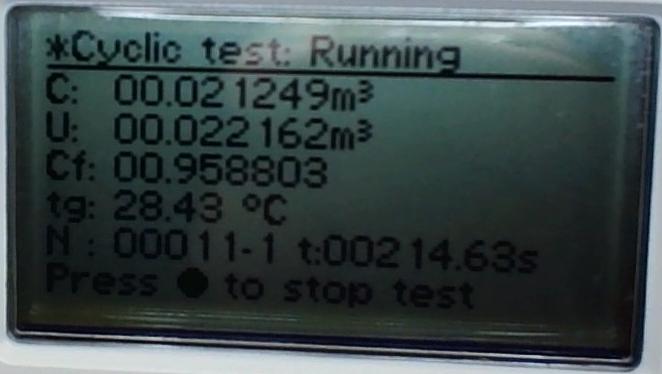 *Cyclic test: Running
C: 00.021249m³
U: 00.022162m³
Cf: 00.958803
tg: 28.43 °C
N : 00011-1 t:00214.63s
Press ● to stop test